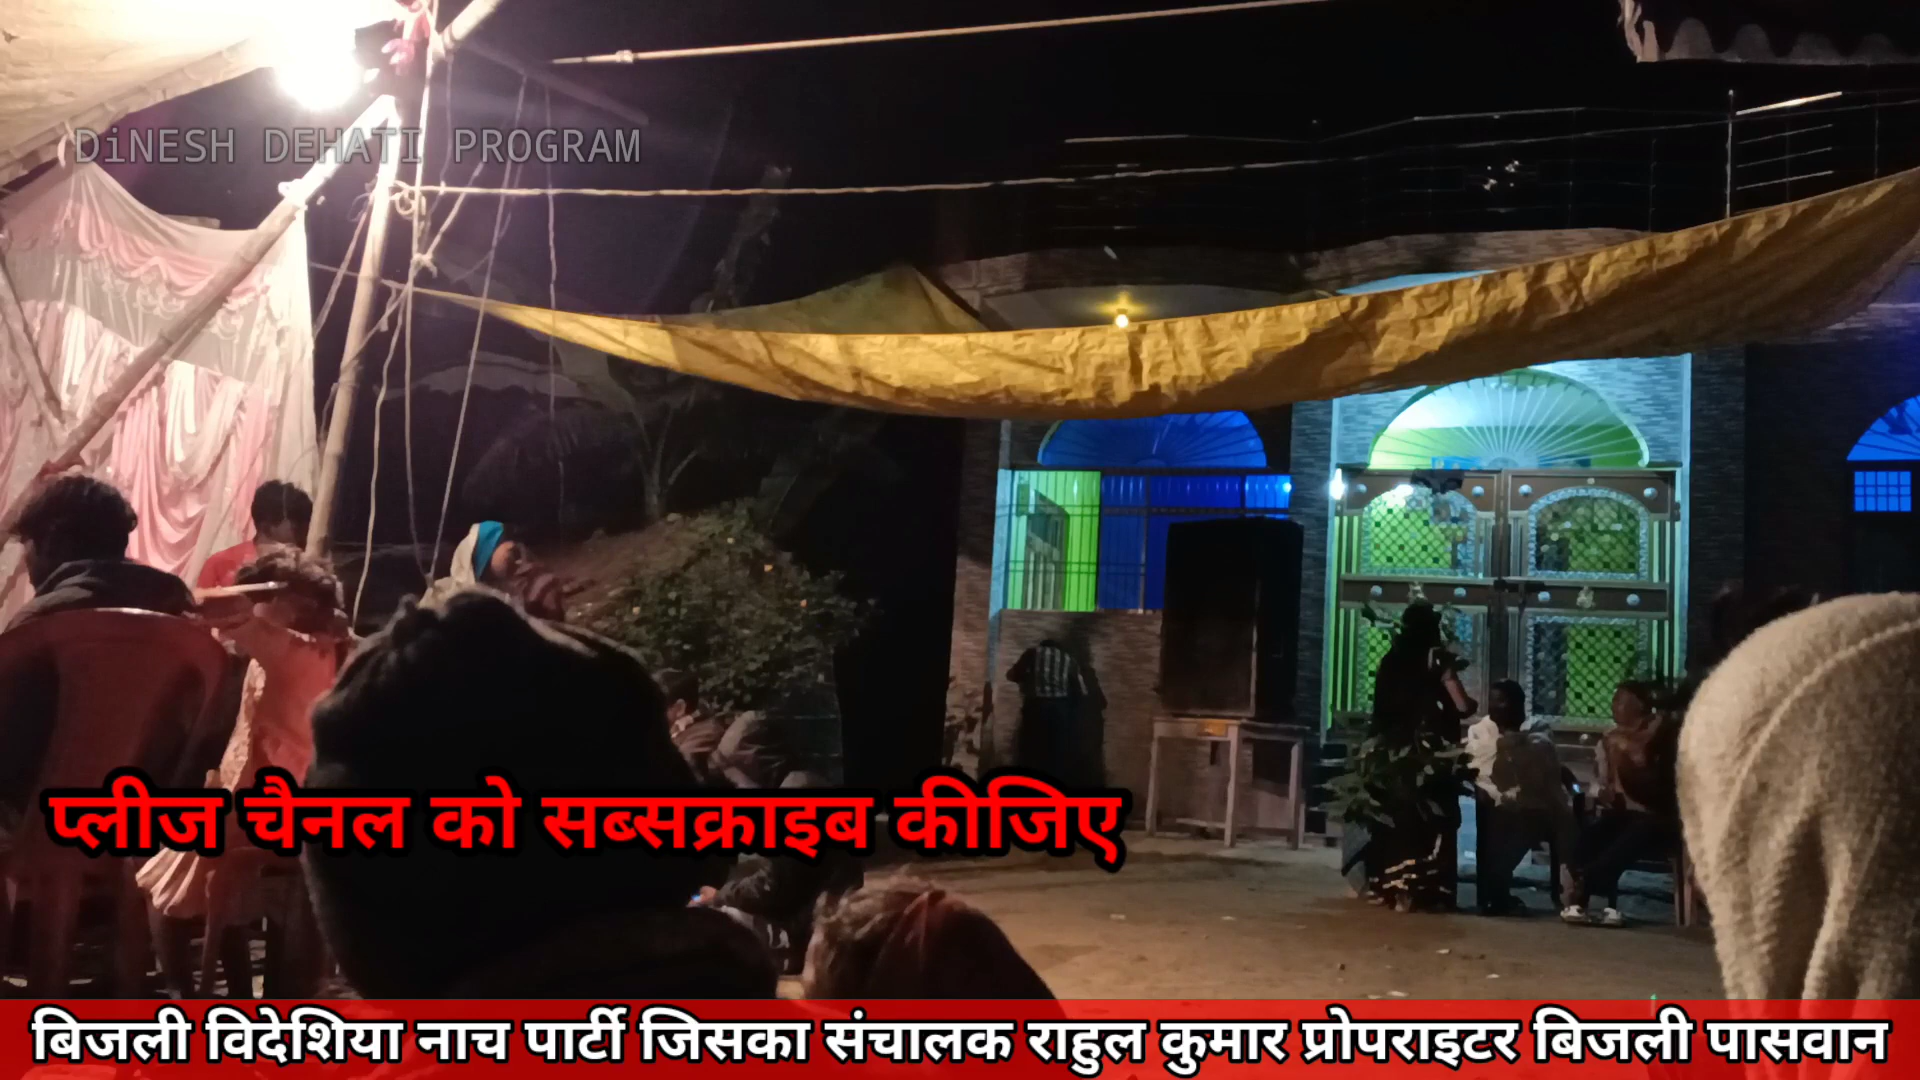 DiNESH DEHATI PROGRAM
प्लीज चैनल को सब्सक्राइब कीजिए
बिजली विदेशिया नाच पार्टी जिसका संचालक राहुल कुमार प्रोपराइटर बिजली पासवान